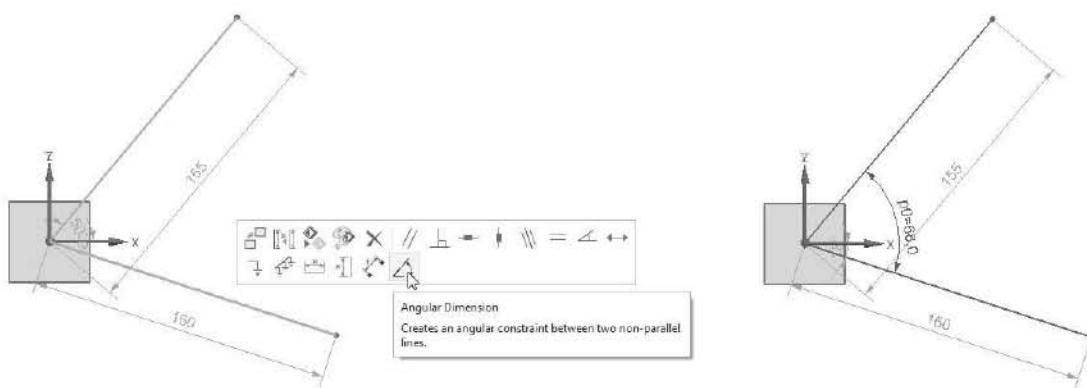 Z
155
X
160
Angular Dimension
Creates an angular constraint between two non-parallel
lines.
Z
155
p0=68,0
X
160